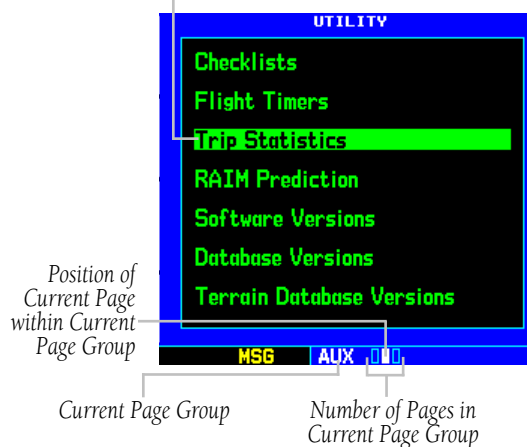 UTILITY
Checklists
Flight Timers
Trip Statistics
RAIM Prediction
Software Versions
Database Versions
Terrain Database Versions
Position of
Current Page
within Current
Page Group
MSG AUX
Current Page Group
Number of Pages in
Current Page Group